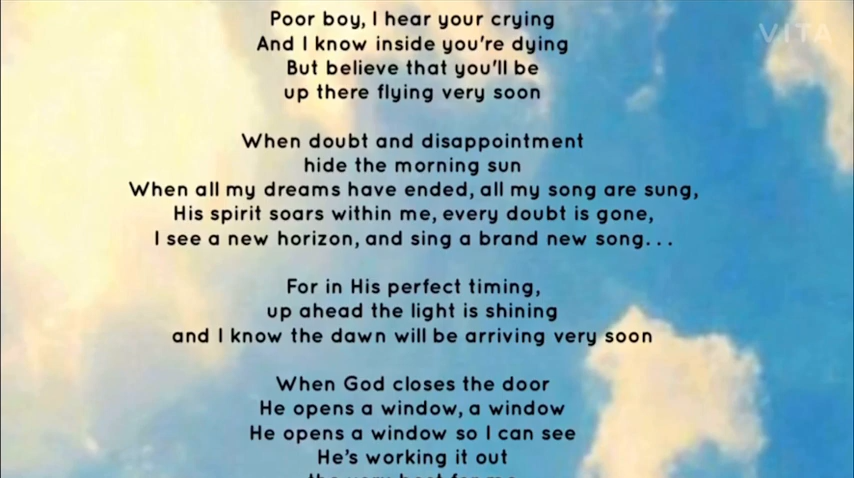 VITA
Poor boy, I hear your crying
And I know inside you're dying
But believe that you'll be
up there flying very soon
When doubt and disappointment
hide the morning sun
When all my dreams have ended, all my song are sung,
His spirit soars within me, every doubt is gone,
I see a new horizon, and sing a brand new song...
For in His perfect timing,
up ahead the light is shining
and I know the dawn will be arriving very soon
When God closes the door
He opens a window, a window
He opens a window so I can see
He's working it out
the very best for me